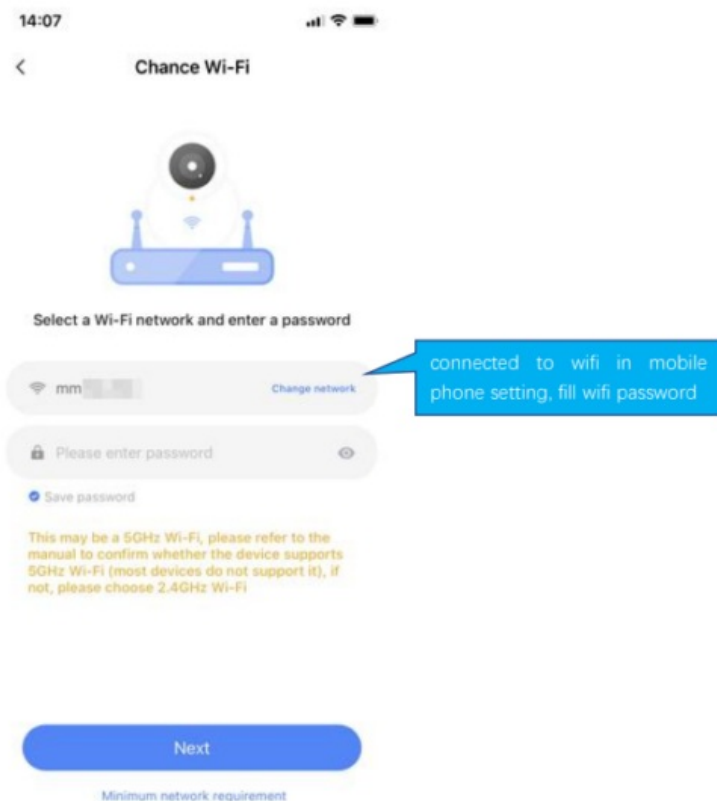 14:07
Chance Wi-Fi
Select a Wi-Fi network and enter a password
mm
Change network
connected to wifi in mobile
phone setting, fill wifi password
Please enter password
Save password
This may be a 5GHz Wi-Fi, please refer to the
manual to confirm whether the device supports
5GHz Wi-Fi (most devices do not support it), if
not, please choose 2.4GHz Wi-Fi
Next
Minimum network requirement